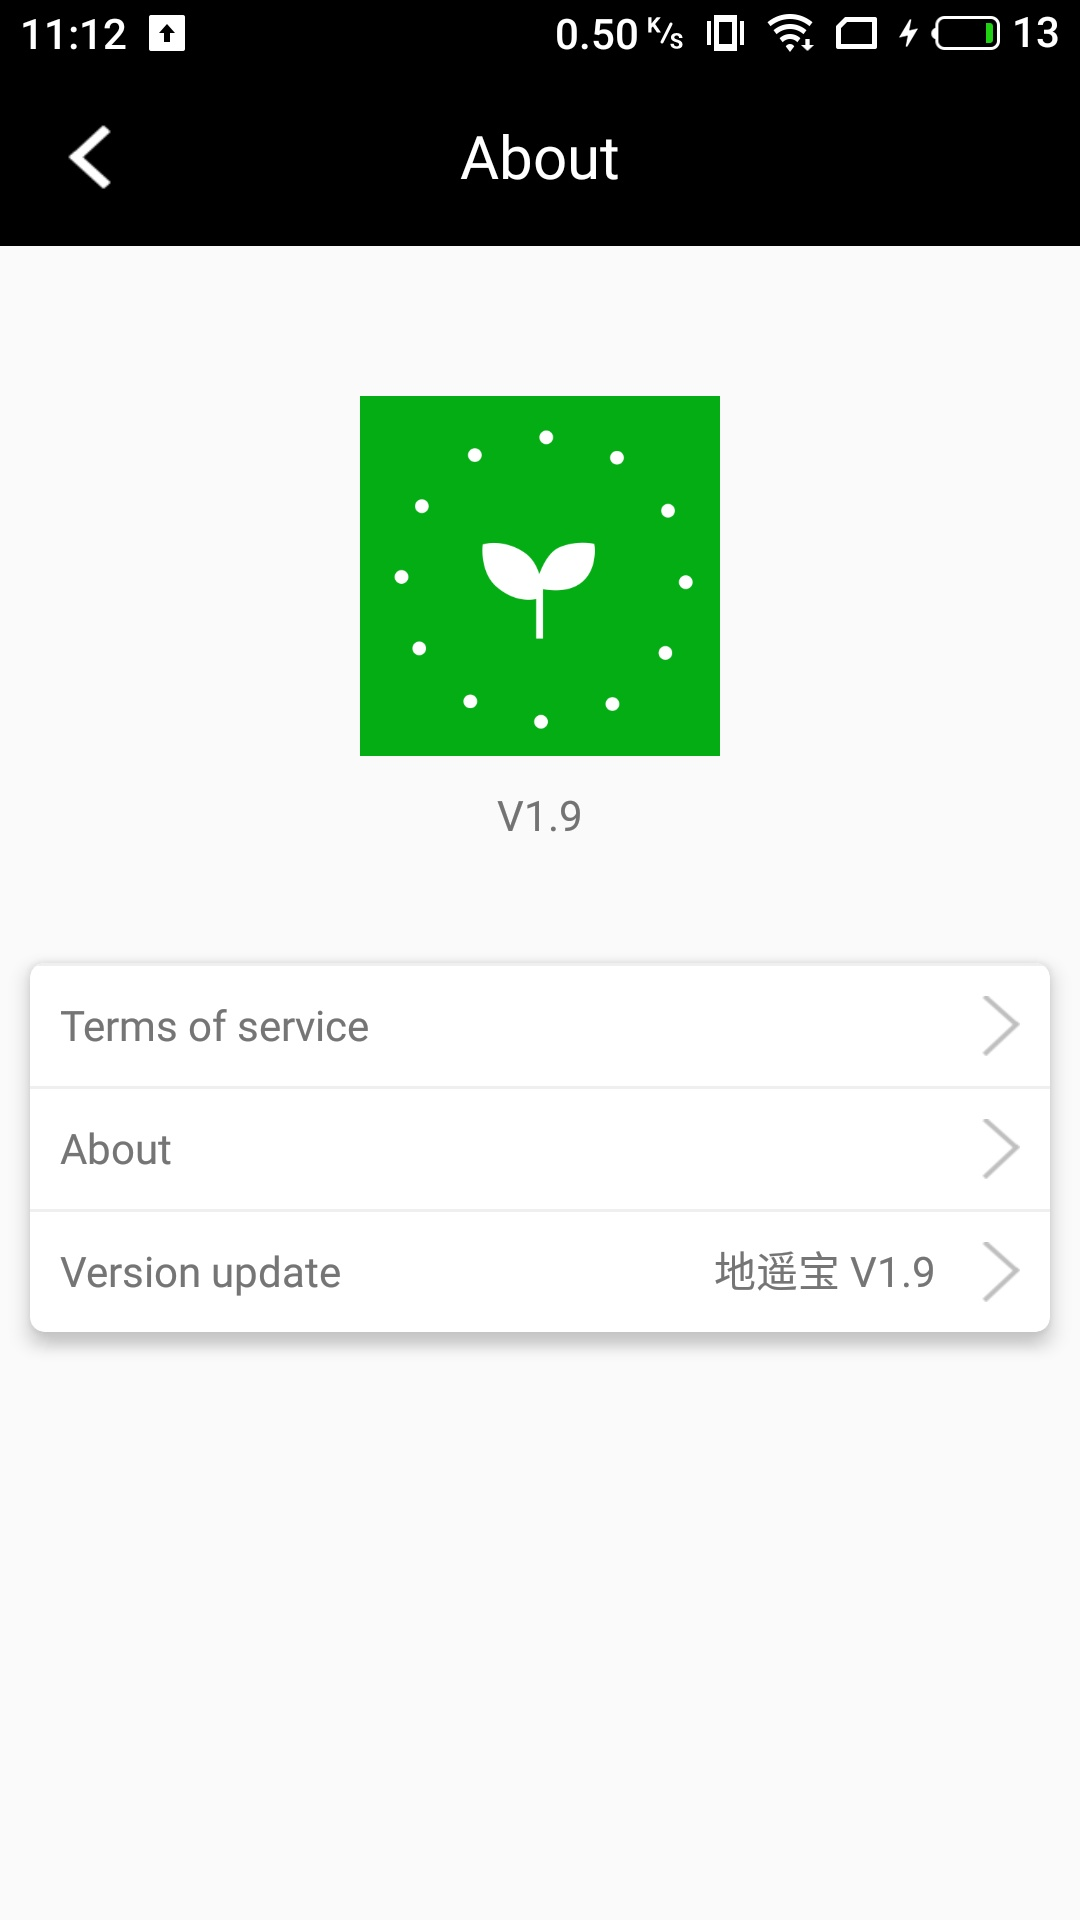 11:12 0.50 K/s 13
About
V1.9
Terms of service
About
Version update 地遥宝 V1.9